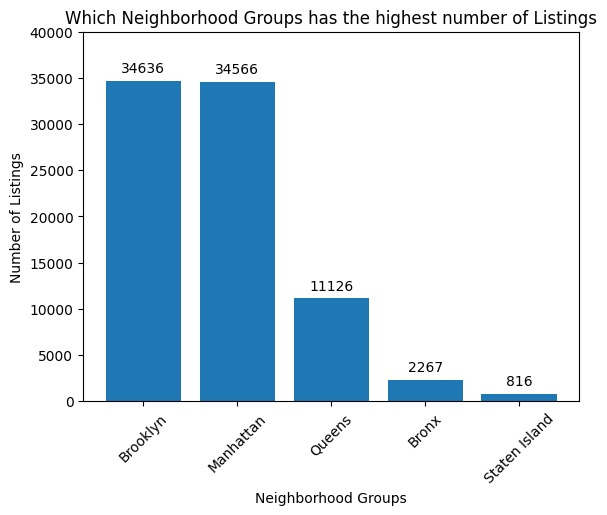 Which Neighborhood Groups has the highest number of Listings
40000
35000
30000
25000
20000
15000
10000
5000
0
Number of Listings
34636
34566
11126
2267
816
Brooklyn
Manhattan
Queens
Bronx
Staten Island
Neighborhood Groups